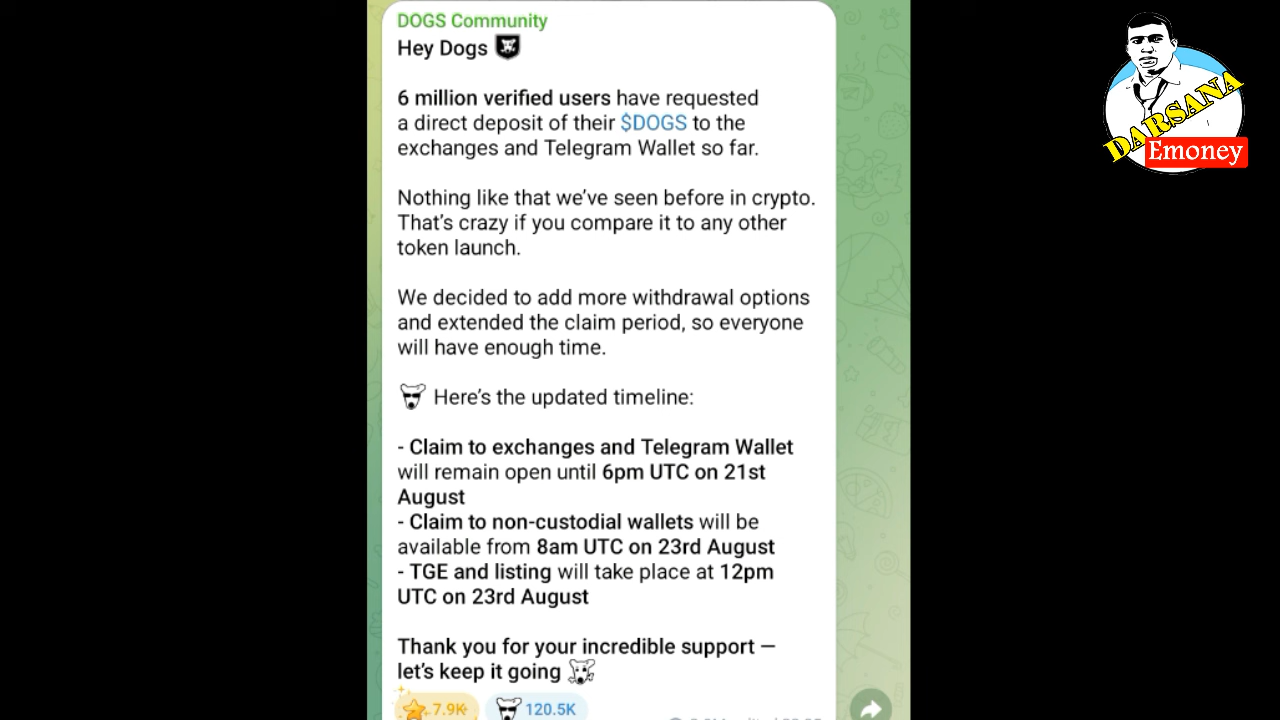 DOGS Community
Hey Dogs
6 million verified users have requested
a direct deposit of their $DOGS to the
exchanges and Telegram Wallet so far.
Nothing like that we've seen before in crypto.
That's crazy if you compare it to any other
token launch.
We decided to add more withdrawal options
and extended the claim period, so everyone
will have enough time.
Here's the updated timeline:
- Claim to exchanges and Telegram Wallet
will remain open until 6pm UTC on 21st
August
- Claim to non-custodial wallets will be
available from 8am UTC on 23rd August
- TGE and listing will take place at 12pm
UTC on 23rd August
Thank you for your incredible support —
let's keep it going
7.9K 120.5K
DARSANA
Emoney